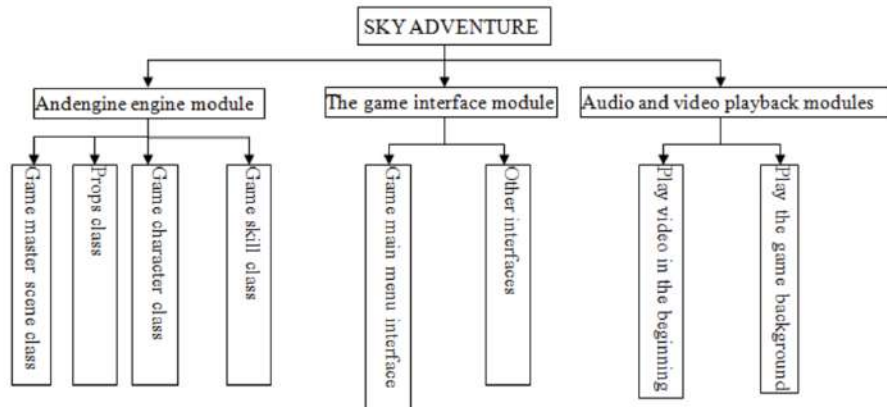 SKY ADVENTURE
Andengine engine module
The game interface module
Audio and video playback modules
Game master scene class
Props class
Game character class
Game skill class
Game main menu interface
Other interfaces
Play video in the beginning
Play the game background